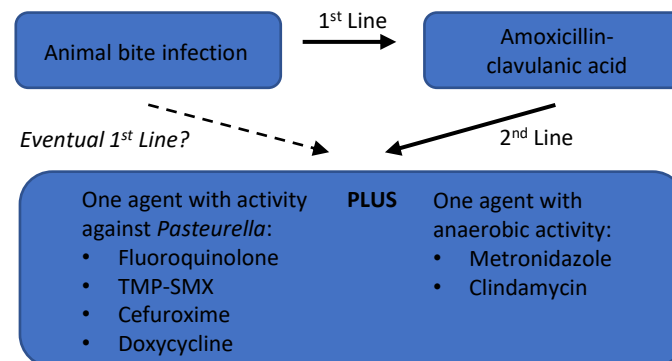 1st Line
Animal bite infection
Amoxicillin-
clavulanic acid
Eventual 1st Line?
2nd Line
One agent with activity
against Pasteurella:
• Fluoroquinolone
• TMP-SMX
• Cefuroxime
• Doxycycline
PLUS
One agent with
anaerobic activity:
• Metronidazole
• Clindamycin